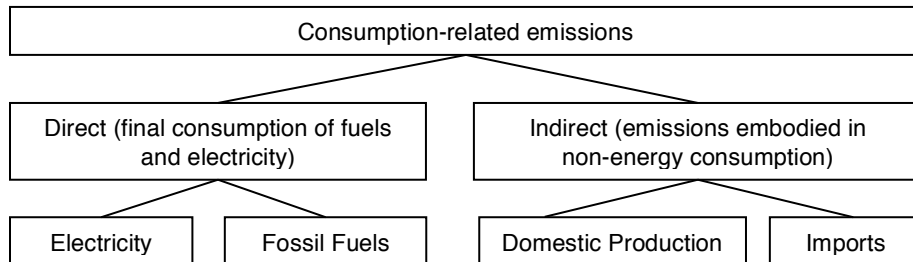 Consumption-related emissions
Direct (final consumption of fuels
and electricity)
Indirect (emissions embodied in
non-energy consumption)
Electricity
Fossil Fuels
Domestic Production
Imports